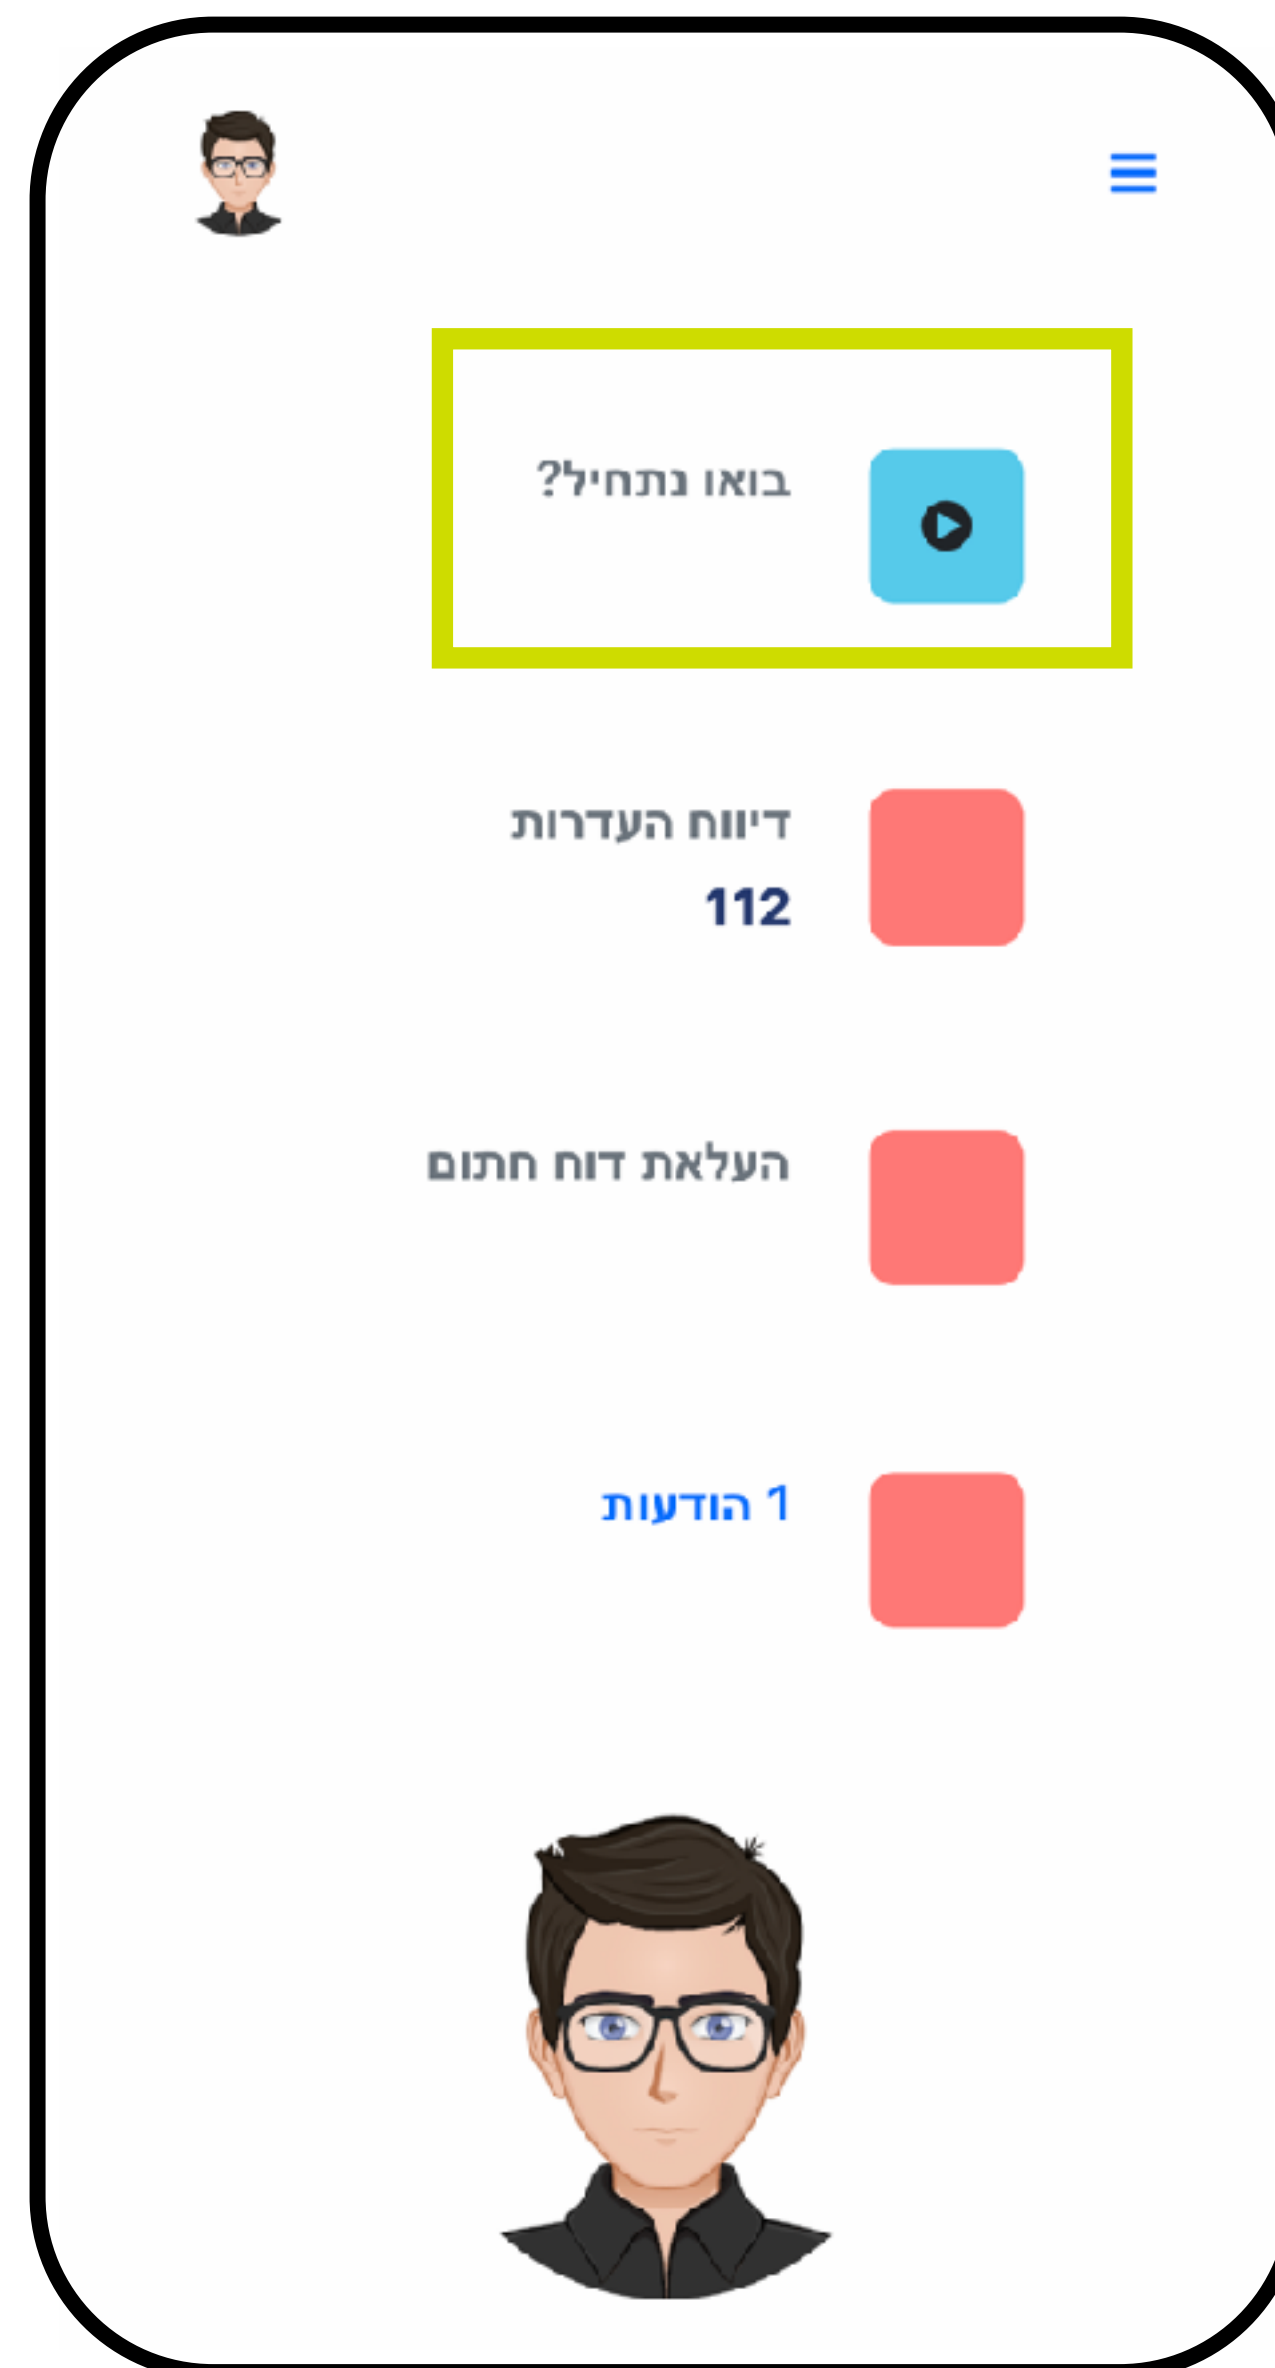 בואו נתחיל?
דיווח העדרות
112
העלאת דוח חתום
1 הודעות